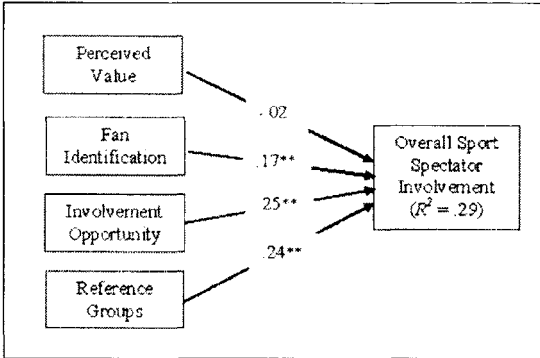 Perceived
Value
-.02
Fan
Identification
.17**
Involvement
Opportunity
.25**
Reference
Groups
.24**
Overall Sport
Spectator
Involvement
(R² = .29)